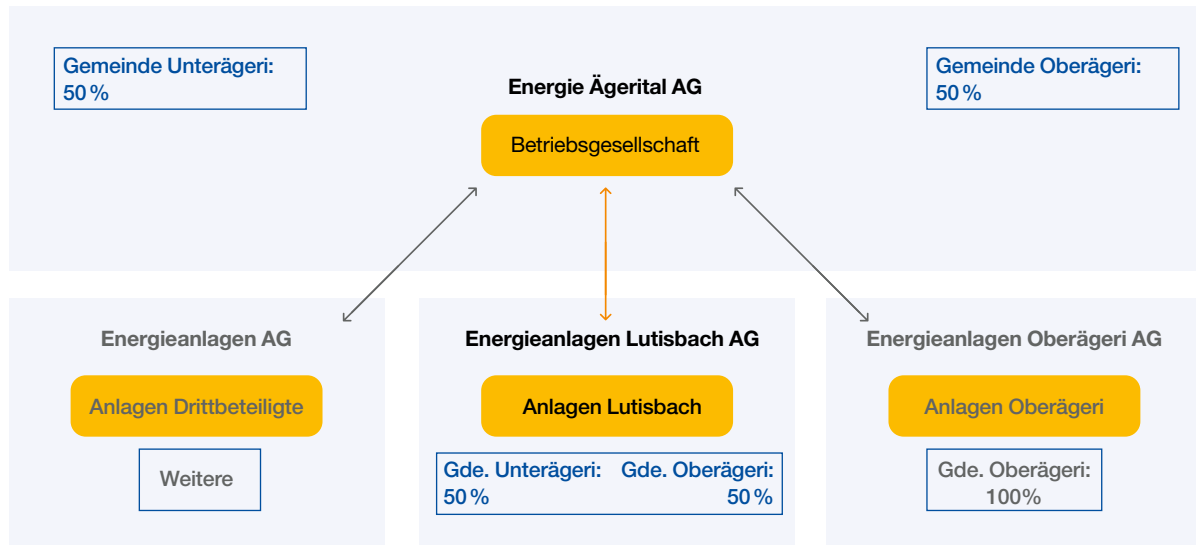 Gemeinde Unterägeri:
50 %
Energie Ägerital AG
Betriebsgesellschaft
Gemeinde Oberägeri:
50 %
Energieanlagen AG
Anlagen Drittbeteiligte
Weitere
Energieanlagen Lutisbach AG
Anlagen Lutisbach
Gde. Unterägeri: Gde. Oberägeri:
50 % 50 %
Energieanlagen Oberägeri AG
Anlagen Oberägeri
Gde. Oberägeri:
100%